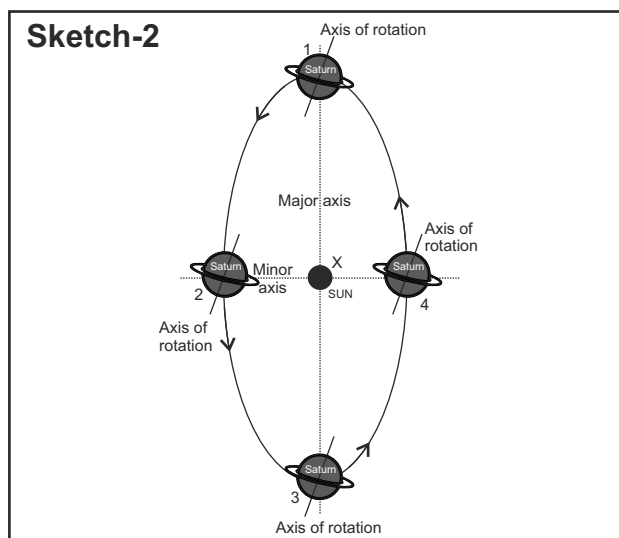 Sketch-2
Axis of rotation
1
Saturn
Major axis
Axis of
rotation
Saturn
Minor
axis
X
SUN
Saturn
2
4
Axis of
rotation
Saturn
3
Axis of rotation